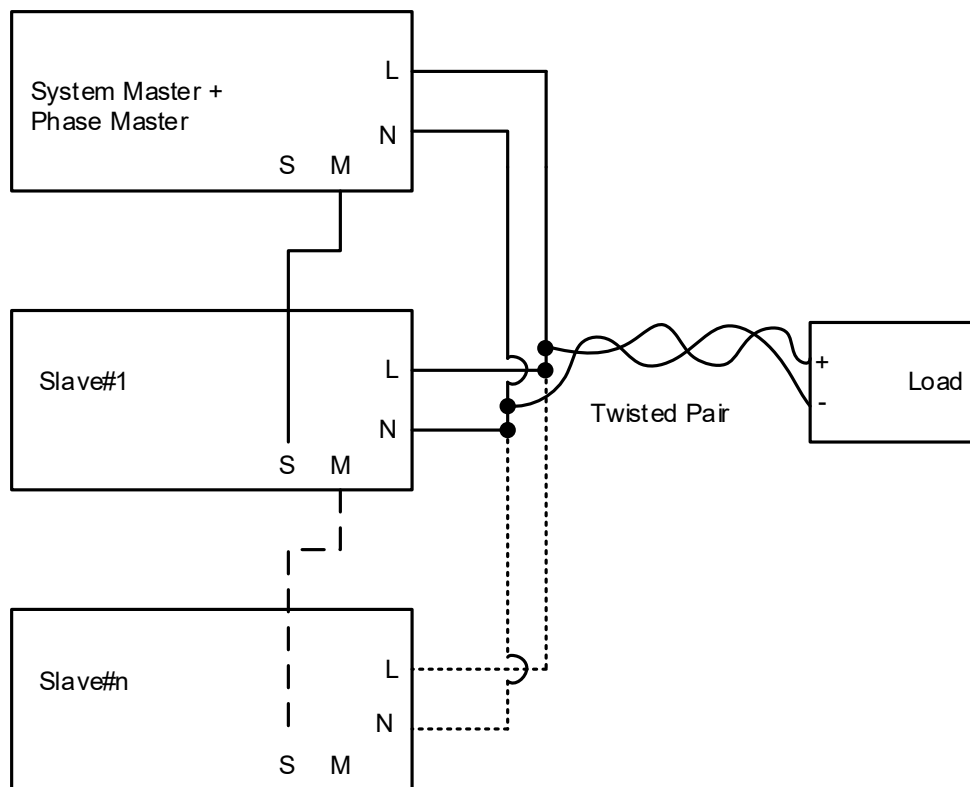 System Master +
Phase Master
L
N
S M
Slave#1
L
N
S M
+
-
Load
Twisted Pair
Slave#n
L
N
S M